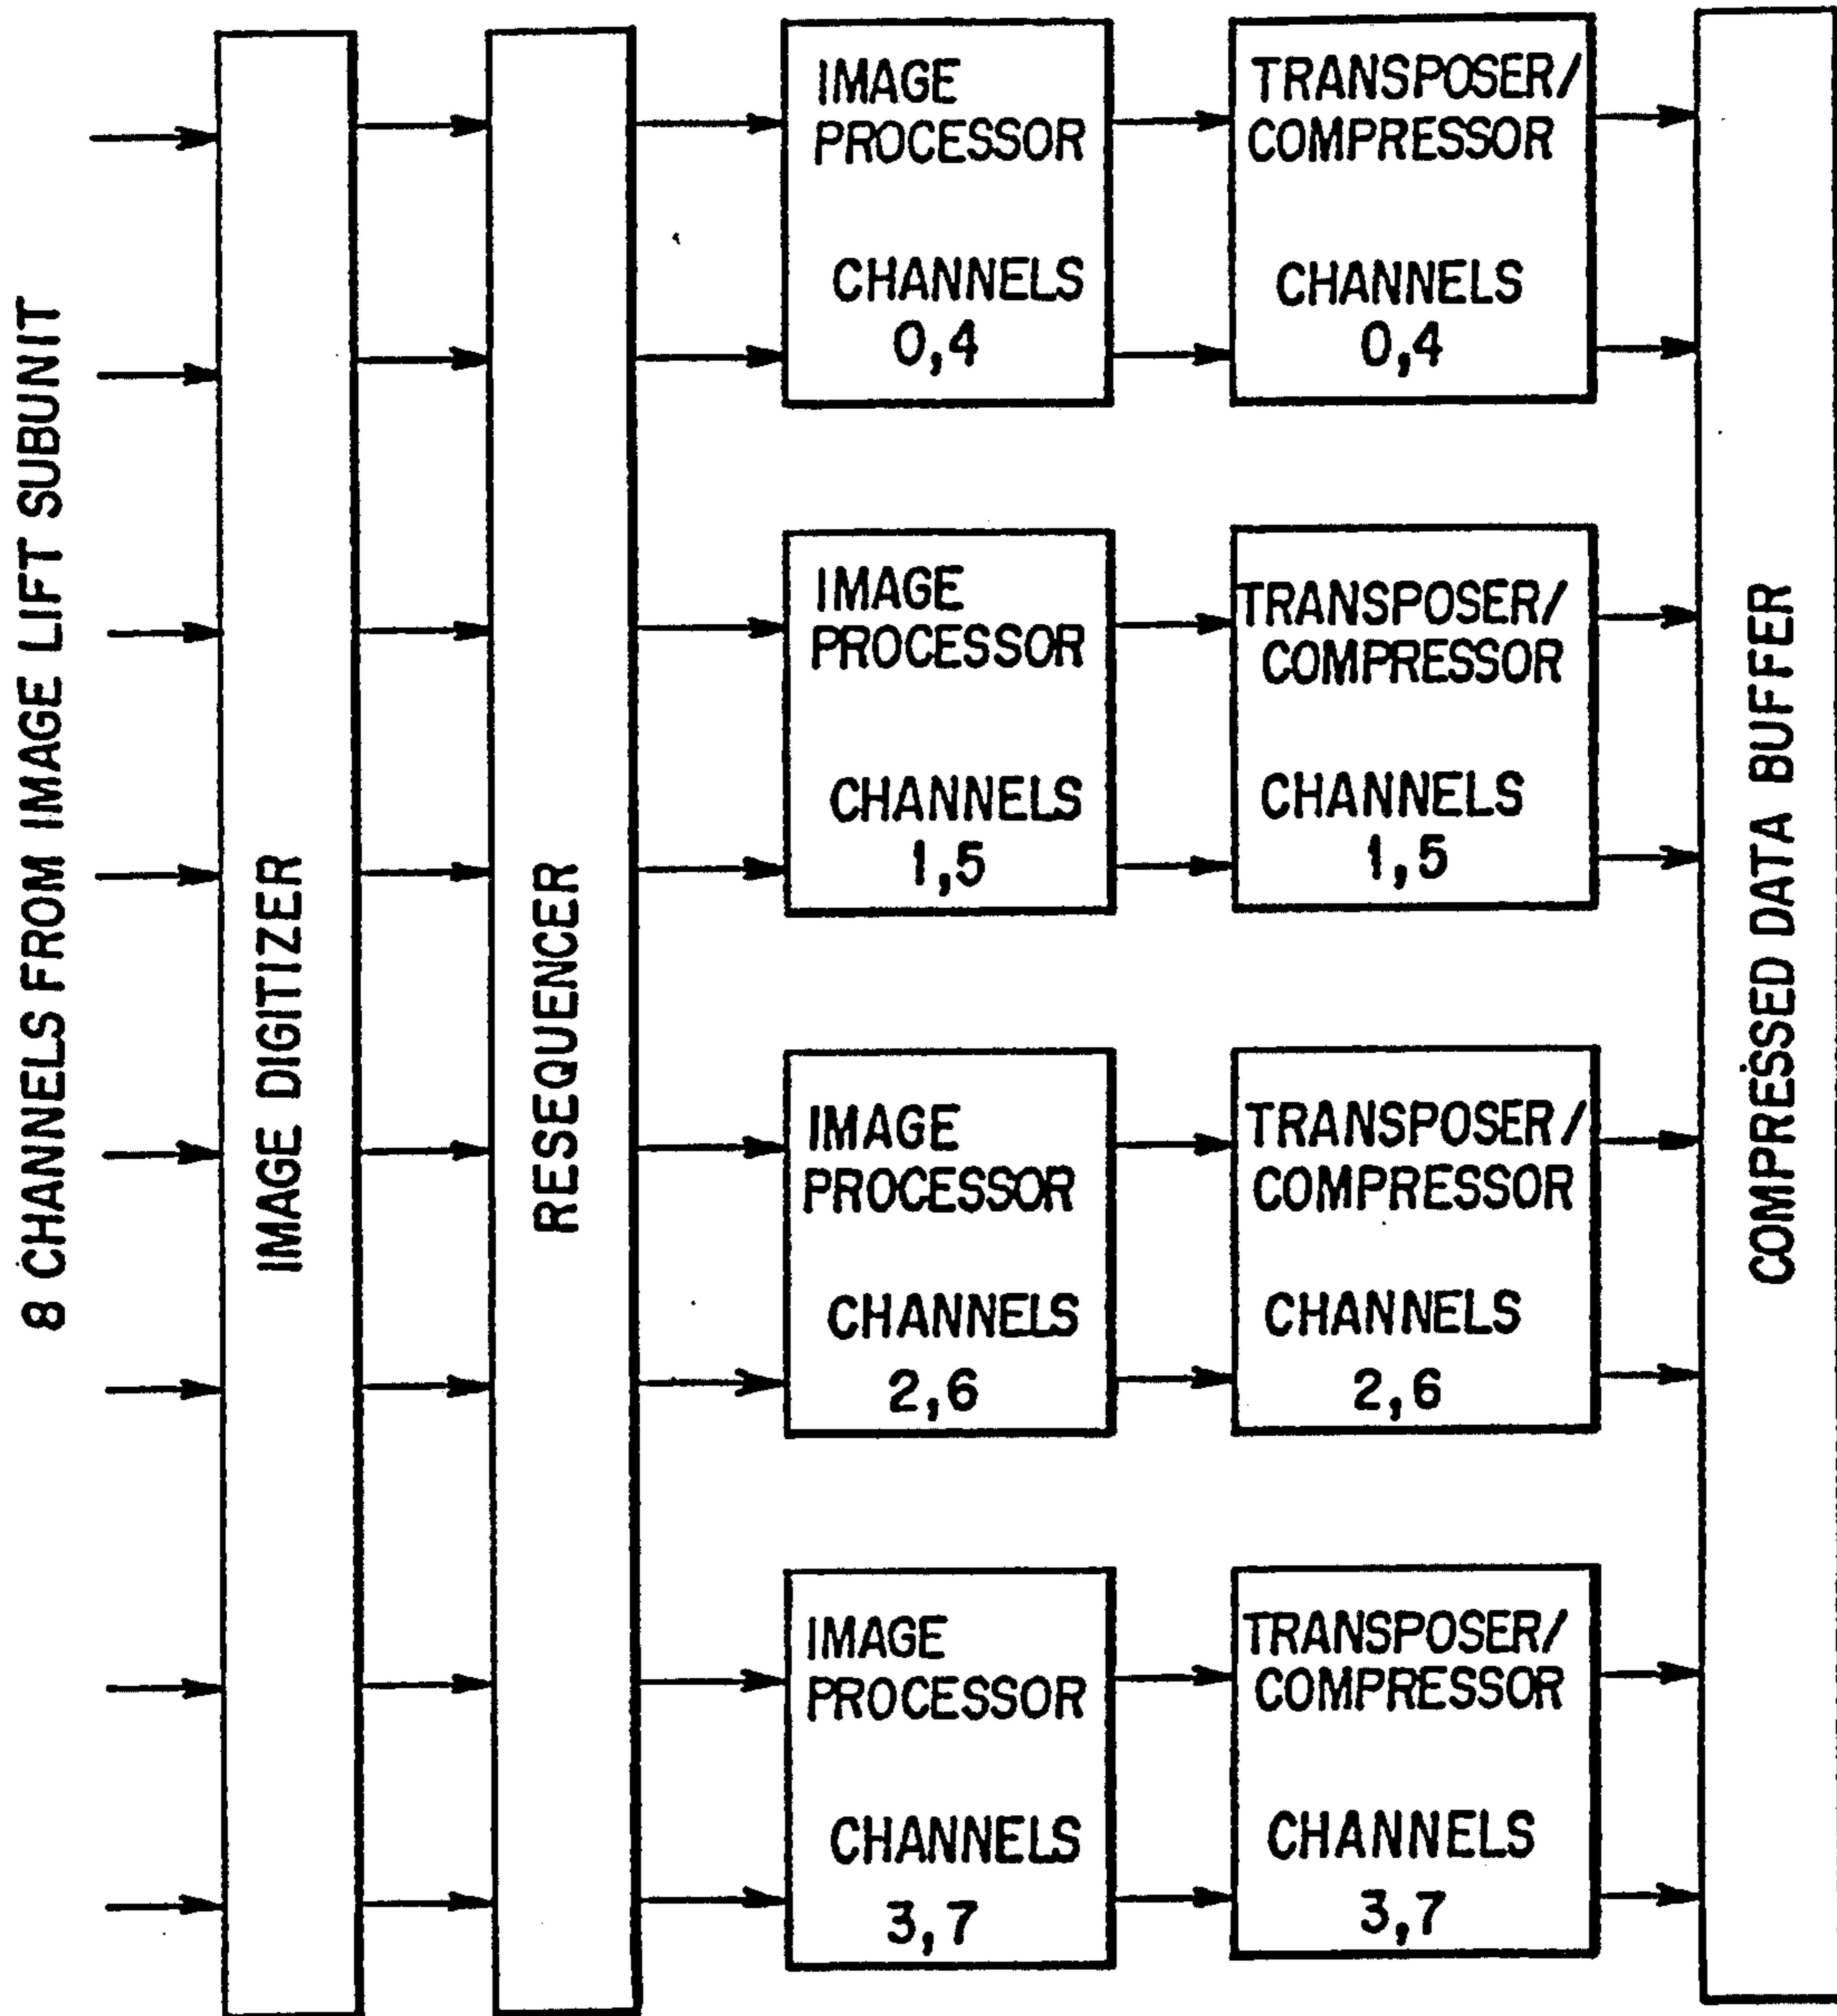 8 CHANNELS FROM IMAGE LIFT SUBUNIT
IMAGE DIGITIZER
RESEQUENCER
IMAGE
PROCESSOR
CHANNELS
0,4
TRANSPOSER/
COMPRESSOR
CHANNELS
0,4
IMAGE
PROCESSOR
CHANNELS
1,5
TRANSPOSER/
COMPRESSOR
CHANNELS
1,5
IMAGE
PROCESSOR
CHANNELS
2,6
TRANSPOSER/
COMPRESSOR
CHANNELS
2,6
IMAGE
PROCESSOR
CHANNELS
3,7
TRANSPOSER/
COMPRESSOR
CHANNELS
3,7
COMPRESSED DATA BUFFER